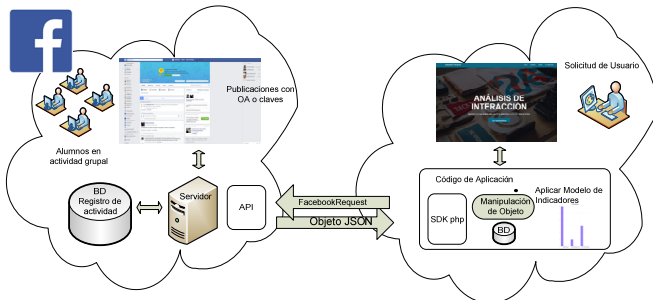 f
Publicaciones con
OA o claves
Alumnos en
actividad grupal
BD
Registro de
actividad
Servidor
API
FacebookRequest
Objeto JSON
Solicitud de Usuario
ANÁLISIS DE
INTERACCIÓN
Código de Aplicación
SDK php
Manipulación
de Objeto
BD
Aplicar Modelo de
Indicadores